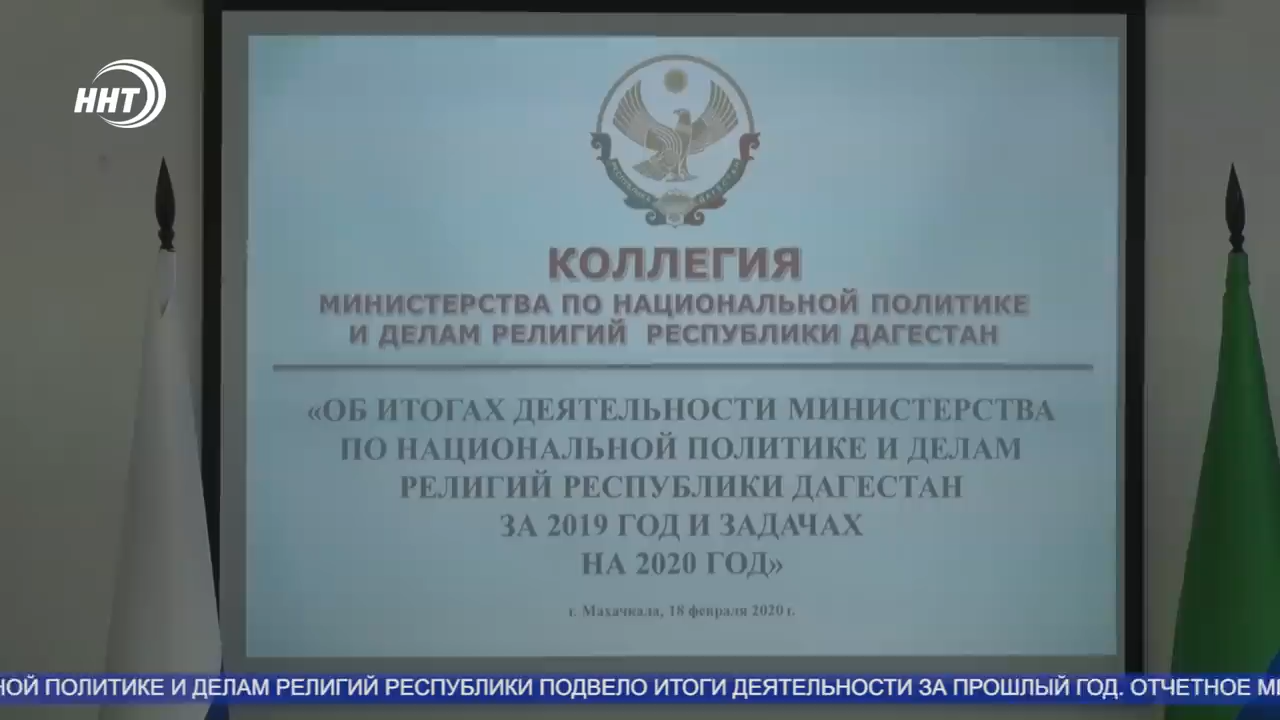 ННТ
КОЛЛЕГИЯ
МИНИСТЕРСТВА ПО НАЦИОНАЛЬНОЙ ПОЛИТИКЕ
И ДЕЛАМ РЕЛИГИЙ РЕСПУБЛИКИ ДАГЕСТАН
«ОБ ИТОГАХ ДЕЯТЕЛЬНОСТИ МИНИСТЕРСТВА
ПО НАЦИОНАЛЬНОЙ ПОЛИТИКЕ И ДЕЛАМ
РЕЛИГИЙ РЕСПУБЛИКИ ДАГЕСТАН
ЗА 2019 ГОД И ЗАДАЧАХ
НА 2020 ГОД»
г. Махачкала, 18 февраля 2020 г.
НОЙ ПОЛИТИКЕ И ДЕЛАМ РЕЛИГИЙ РЕСПУБЛИКИ ПОДВЕЛО ИТОГИ ДЕЯТЕЛЬНОСТИ ЗА ПРОШЛЫЙ ГОД. ОТЧЕТНОЕ